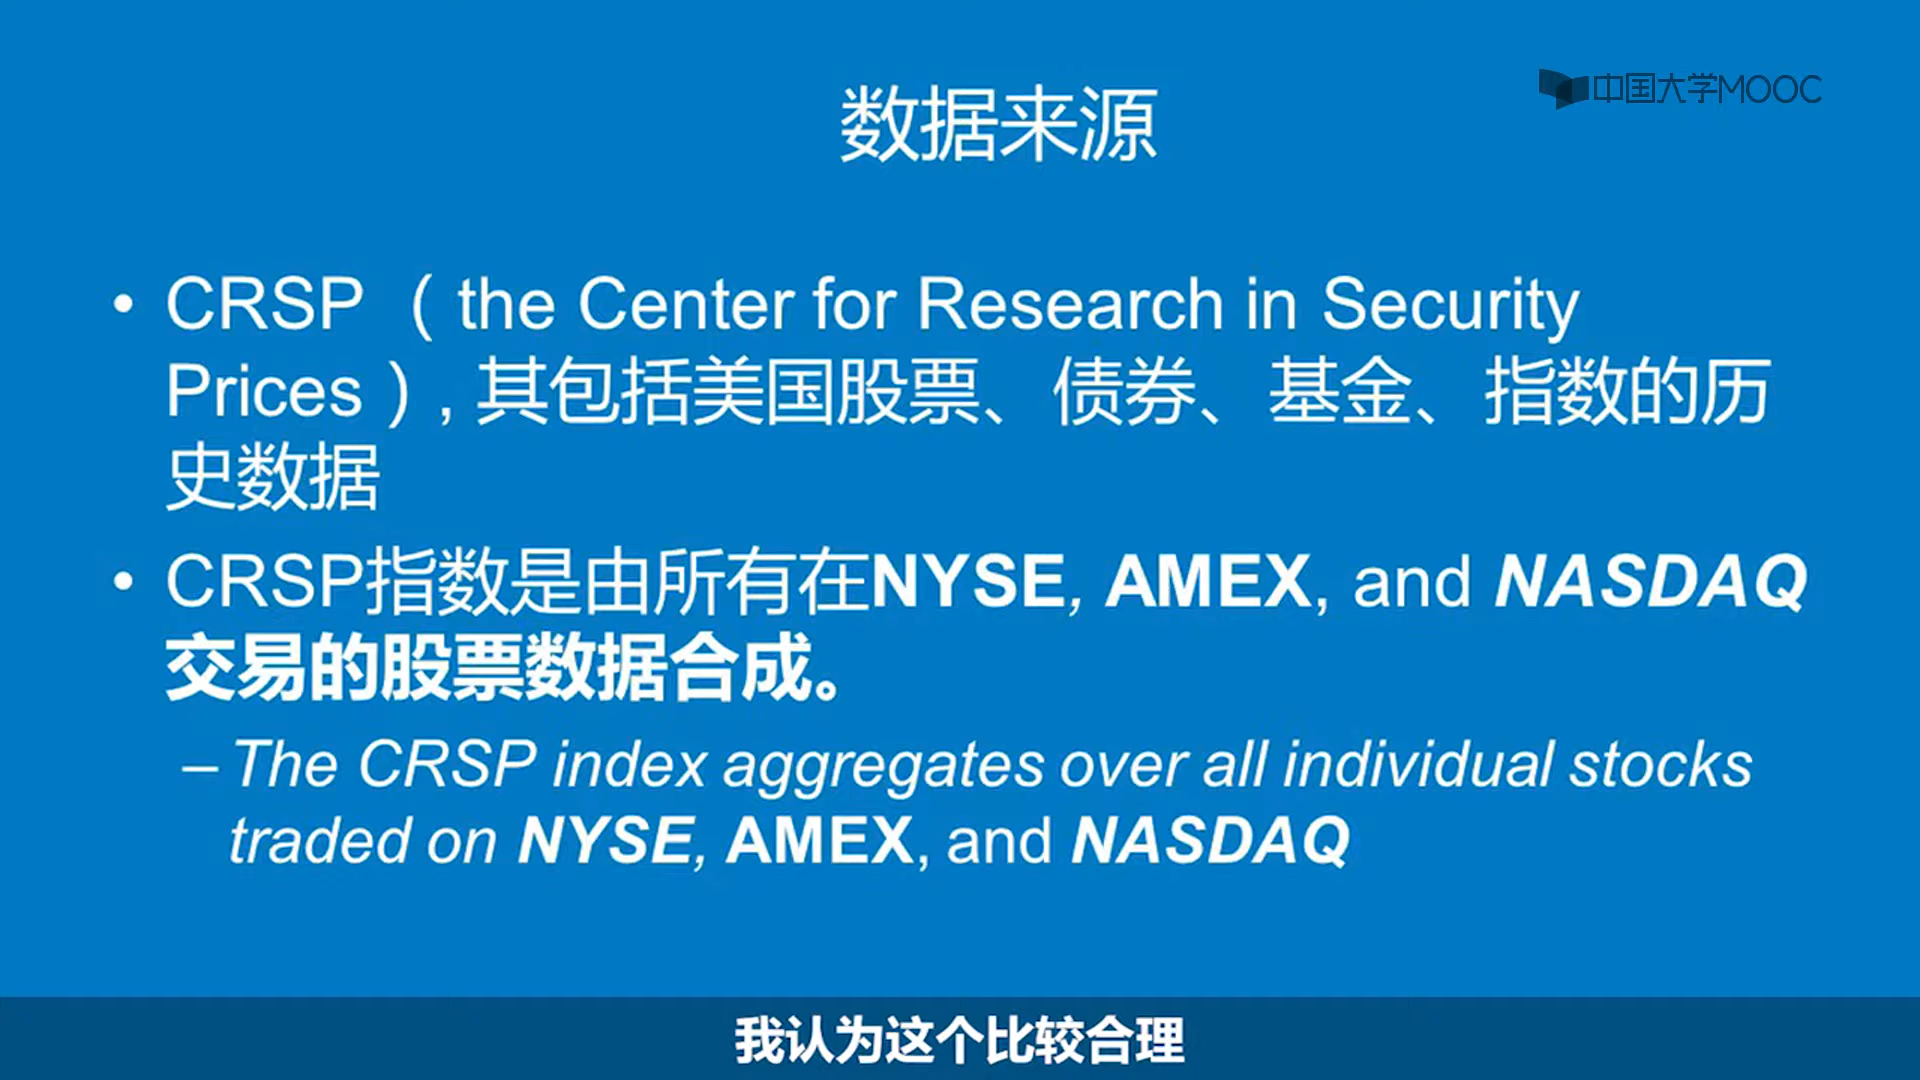 中国大学MOOC
数据来源
• CRSP （the Center for Research in Security
Prices）, 其包括美国股票、债券、基金、指数的历
史数据
• CRSP指数是由所有在NYSE, AMEX, and NASDAQ
交易的股票数据合成。
– The CRSP index aggregates over all individual stocks
traded on NYSE, AMEX, and NASDAQ
我认为这个比较合理